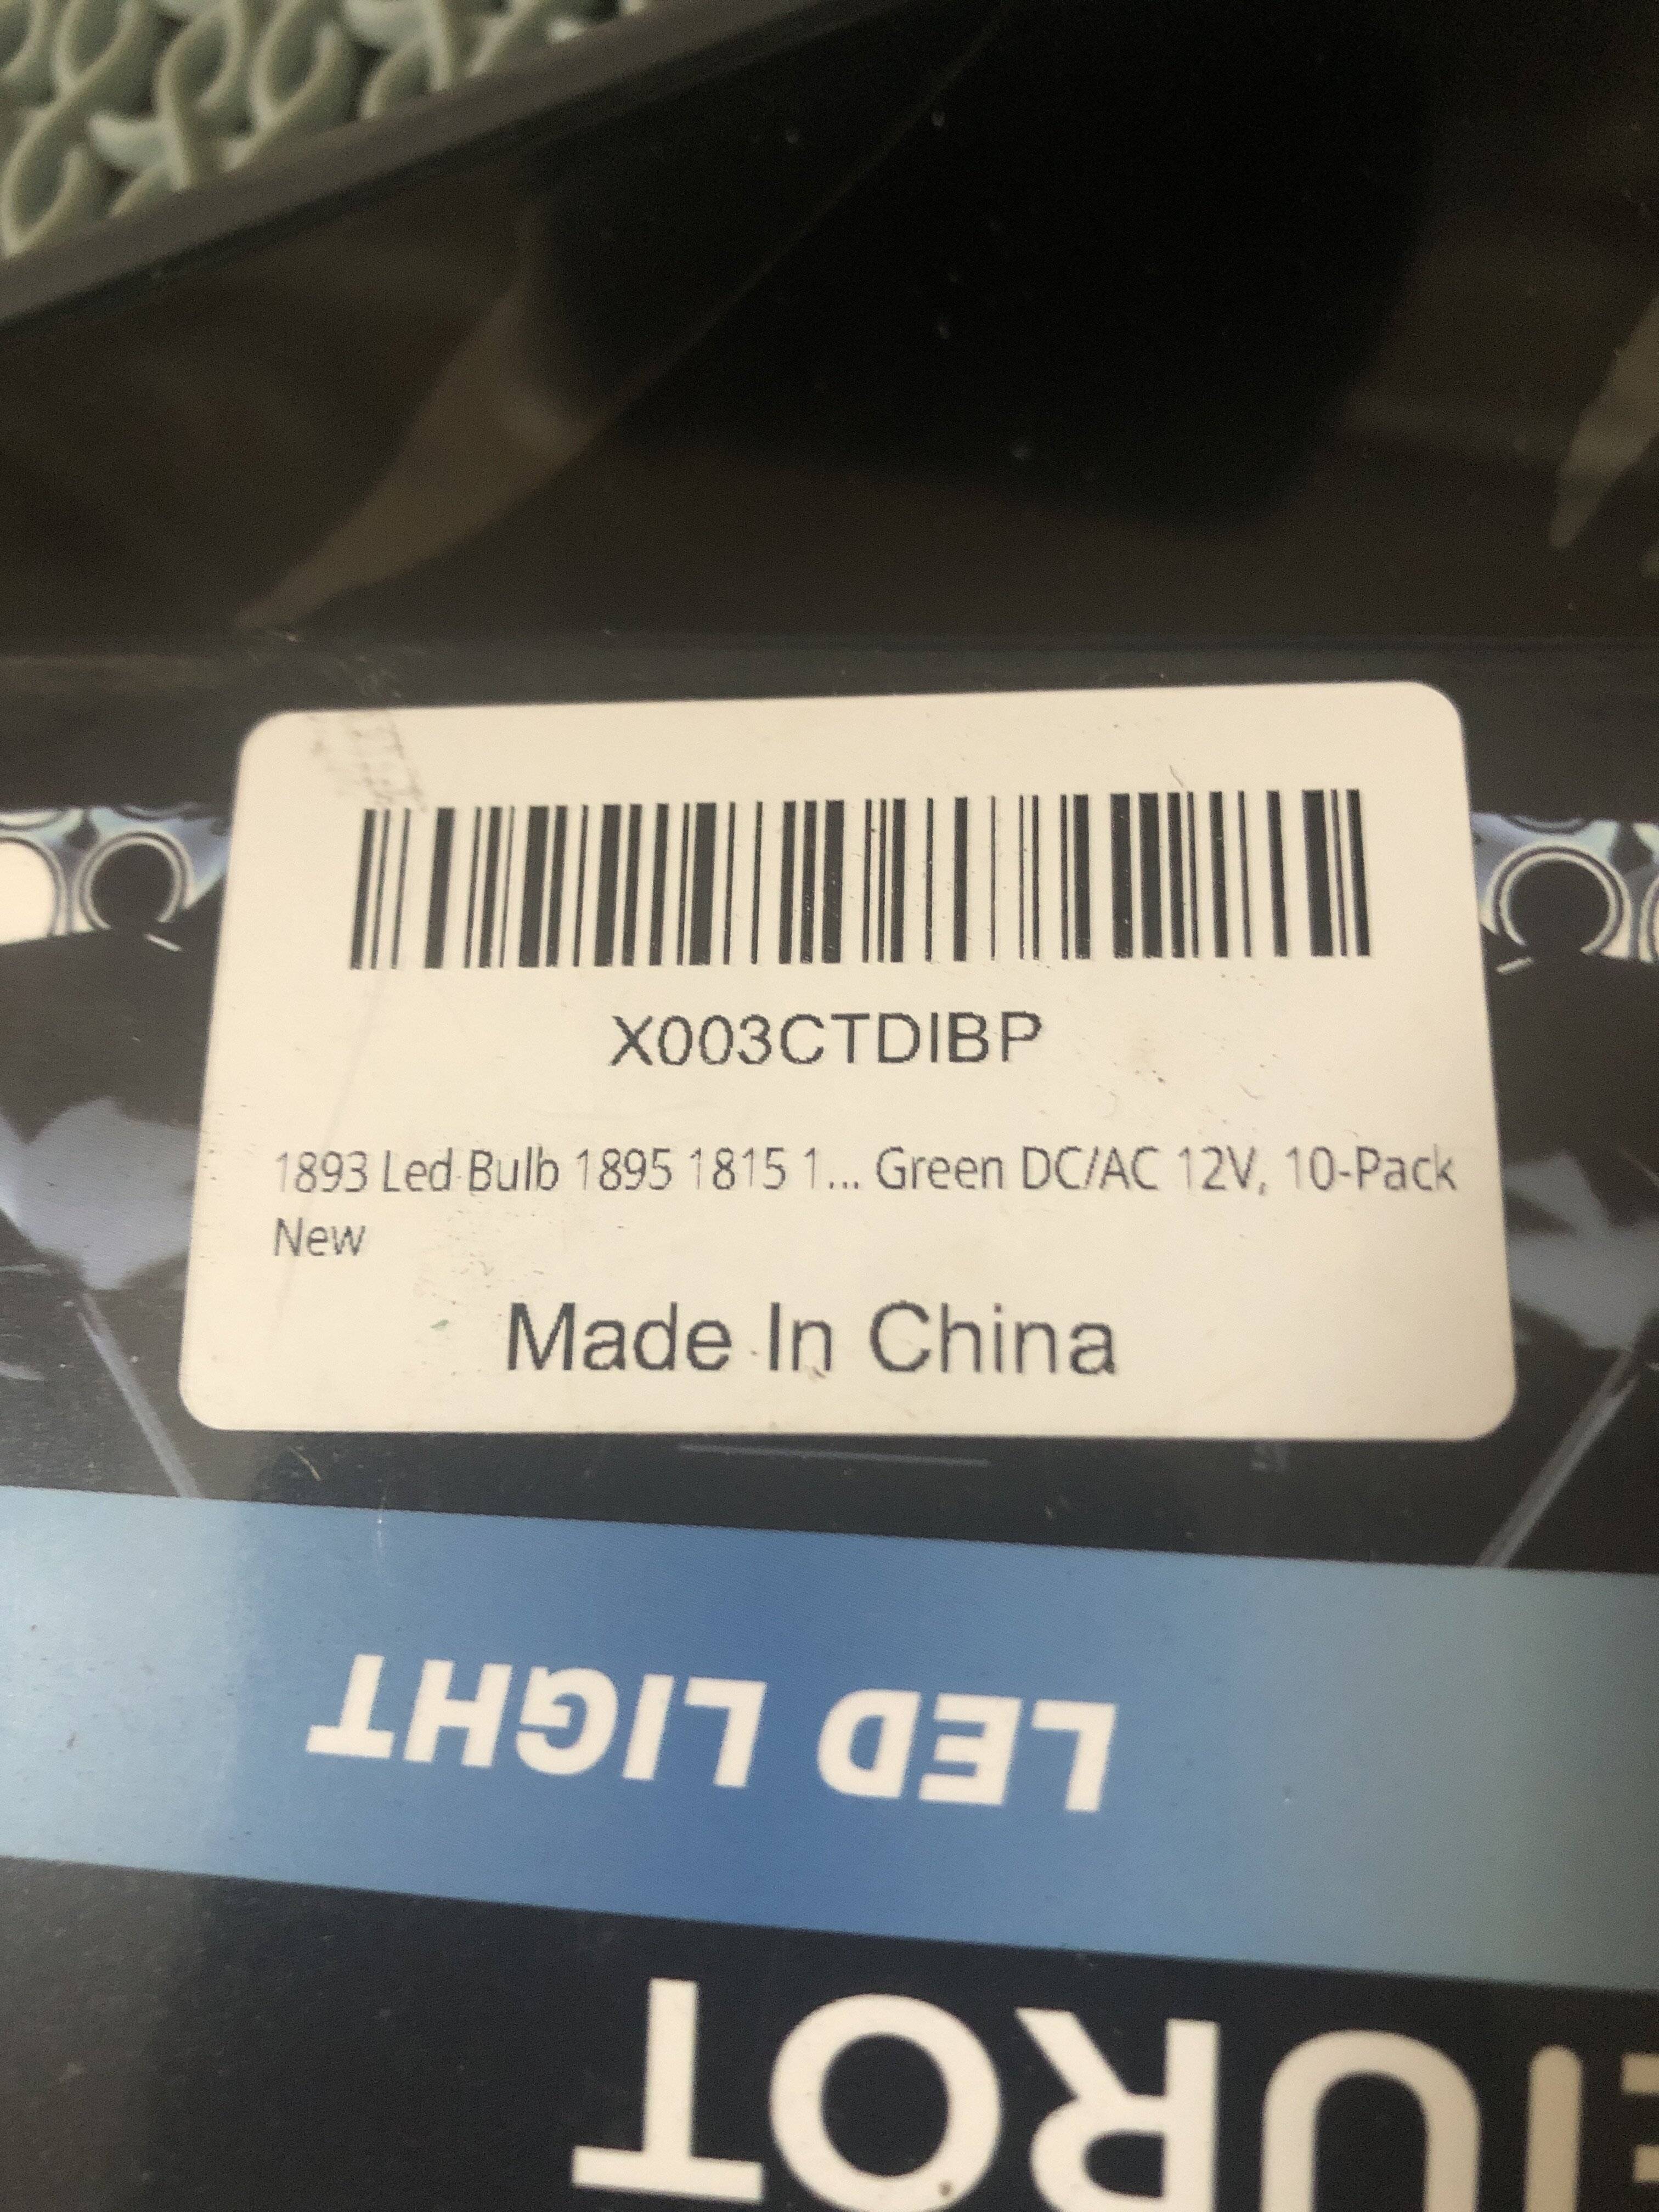 X003CTDIBP
1893 Led Bulb 1895 1815 1... Green DC/AC 12V, 10-Pack
New
Made In China
LED LIGHT